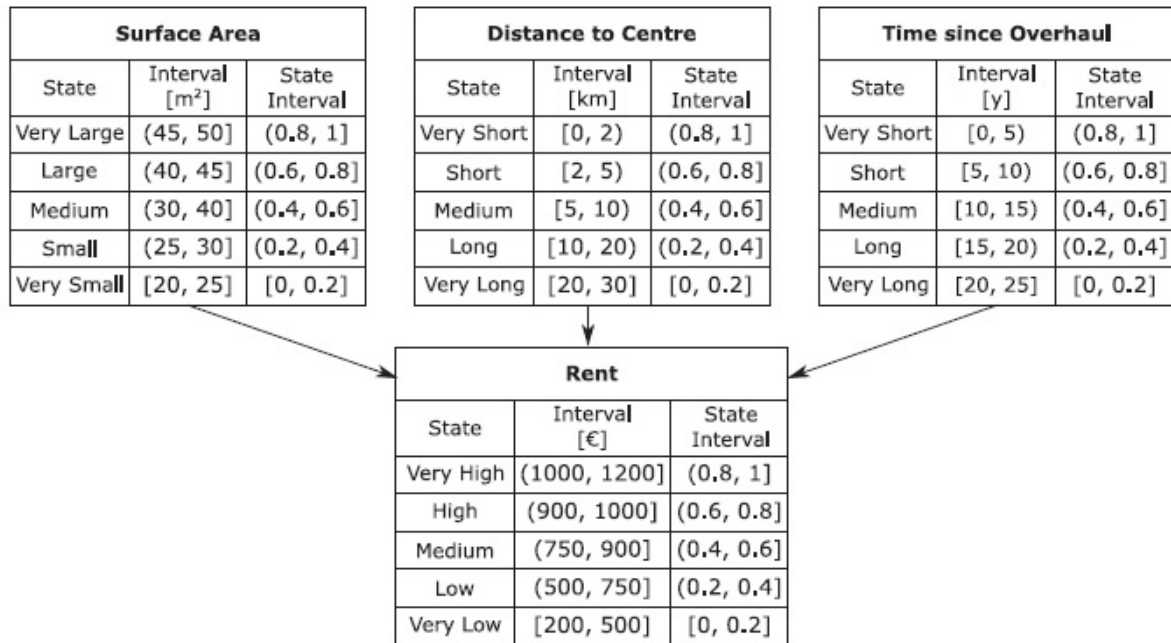 Surface Area
State Interval [m²] State Interval
Very Large (45, 50] (0.8, 1]
Large (40, 45] (0.6, 0.8]
Medium (30, 40] (0.4, 0.6]
Small (25, 30] (0.2, 0.4]
Very Small [20, 25] [0, 0.2]
Distance to Centre
State Interval [km] State Interval
Very Short [0, 2) (0.8, 1]
Short [2, 5) (0.6, 0.8]
Medium [5, 10) (0.4, 0.6]
Long [10, 20) (0.2, 0.4]
Very Long [20, 30] [0, 0.2]
Time since Overhaul
State Interval [y] State Interval
Very Short [0, 5) (0.8, 1]
Short [5, 10) (0.6, 0.8]
Medium [10, 15) (0.4, 0.6]
Long [15, 20) (0.2, 0.4]
Very Long [20, 25] [0, 0.2]
Rent
State Interval [€] State Interval
Very High (1000, 1200] (0.8, 1]
High (900, 1000] (0.6, 0.8]
Medium (750, 900] (0.4, 0.6]
Low (500, 750] (0.2, 0.4]
Very Low [200, 500] [0, 0.2]